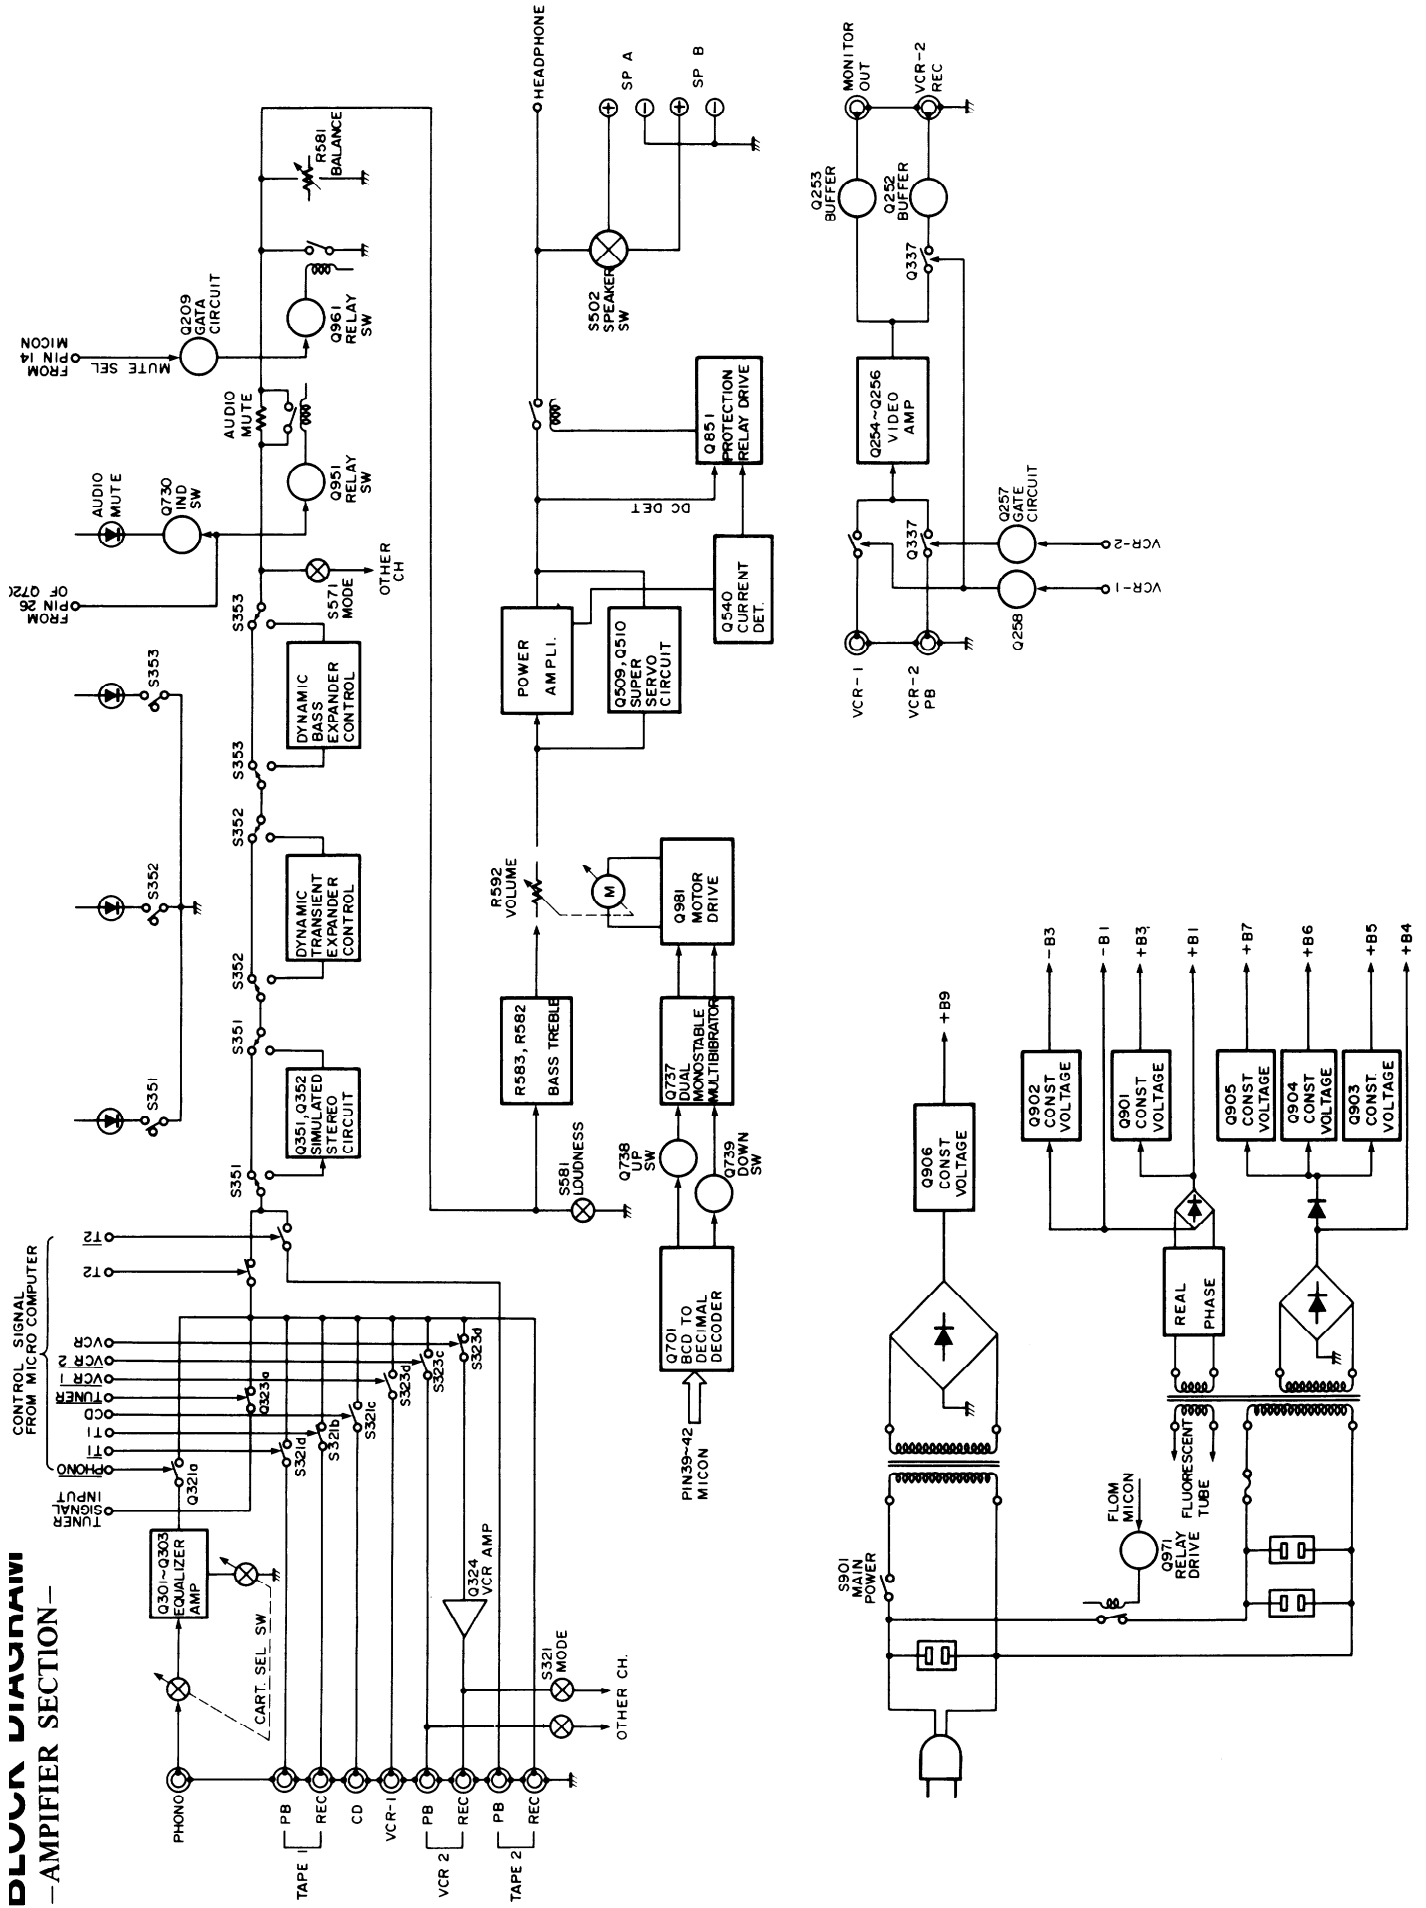 BLOCK DIAGRAM
—AMPIFIER SECTION—
PHONO
CART. SEL SW
Q301~Q303
EQUALIZER
AMP
TUNER
SIGNAL
INPUT
CONTROL SIGNAL
FROM MICRO COMPUTER
PHONO
T1
T1
CD
TUNER
VCR 1
VCR 2
VCR
T2
T2
Q321a
S321d
S321b
S321c
Q323a
S323d
S323c
S323d
TAPE 1
PB
REC
CD
VCR-1
VCR 2
PB
REC
TAPE 2
PB
REC
Q324
VCR AMP
S321
MODE
OTHER CH.
S351
Q351, Q352
SIMULATED
STEREO
CIRCUIT
S351
S352
DYNAMIC
TRANSIENT
EXPANDER
CONTROL
S352
S353
DYNAMIC
BASS
EXPANDER
CONTROL
S353
S351
S352
S353
FROM
PIN 26
OF Q720
S571
MODE
OTHER
CH
AUDIO
MUTE
Q730
IND
SW
Q951
RELAY
SW
AUDIO
MUTE
FROM
PIN 14
MICON
MUTE SEL
Q209
GATA
CIRCUIT
Q961
RELAY
SW
R581
BALANCE
S581
LOUDNESS
R583, R582
BASS TREBLE
R592
VOLUME
M
PIN39~42
MICON
Q701
BCD TO
DECIMAL
DECODER
Q738
UP
SW
Q739
DOWN
SW
Q737
DUAL
MONOSTABLE
MULTIBIBRATOR
Q981
MOTOR
DRIVE
POWER
AMPLI.
Q509, Q510
SUPER
SERVO
CIRCUIT
Q540
CURRENT
DET.
DC DET
Q851
PROTECTION
RELAY DRIVE
S502
SPEAKER
SW
HEADPHONE
+
SP A
−
+
SP B
−
VCR-1
VCR-2
PB
Q337
Q258
Q257
GATE
CIRCUIT
VCR-1
VCR-2
Q254~Q256
VIDEO
AMP
Q337
Q253
BUFFER
Q252
BUFFER
MONITOR
OUT
VCR-2
REC
S901
MAIN
POWER
Q906
CONST
VOLTAGE
+B9
FLOM
MICON
Q971
RELAY
DRIVE
FLUORESCENT
TUBE
REAL
PHASE
Q902
CONST
VOLTAGE
Q901
CONST
VOLTAGE
Q905
CONST
VOLTAGE
Q904
CONST
VOLTAGE
Q903
CONST.
VOLTAGE
-B3
-B1
+B3
+B1
+B7
+B6
+B5
+B4